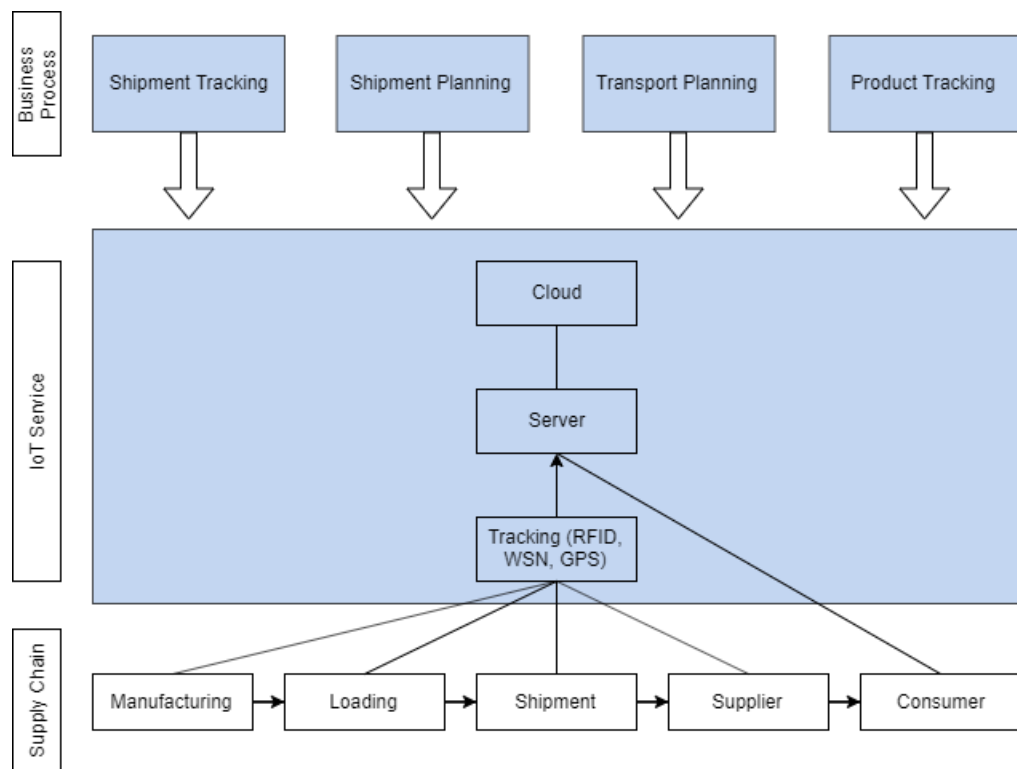 Business
Process
Shipment Tracking
Shipment Planning
Transport Planning
Product Tracking
IoT Service
Cloud
Server
Tracking (RFID,
WSN, GPS)
Supply Chain
Manufacturing
Loading
Shipment
Supplier
Consumer